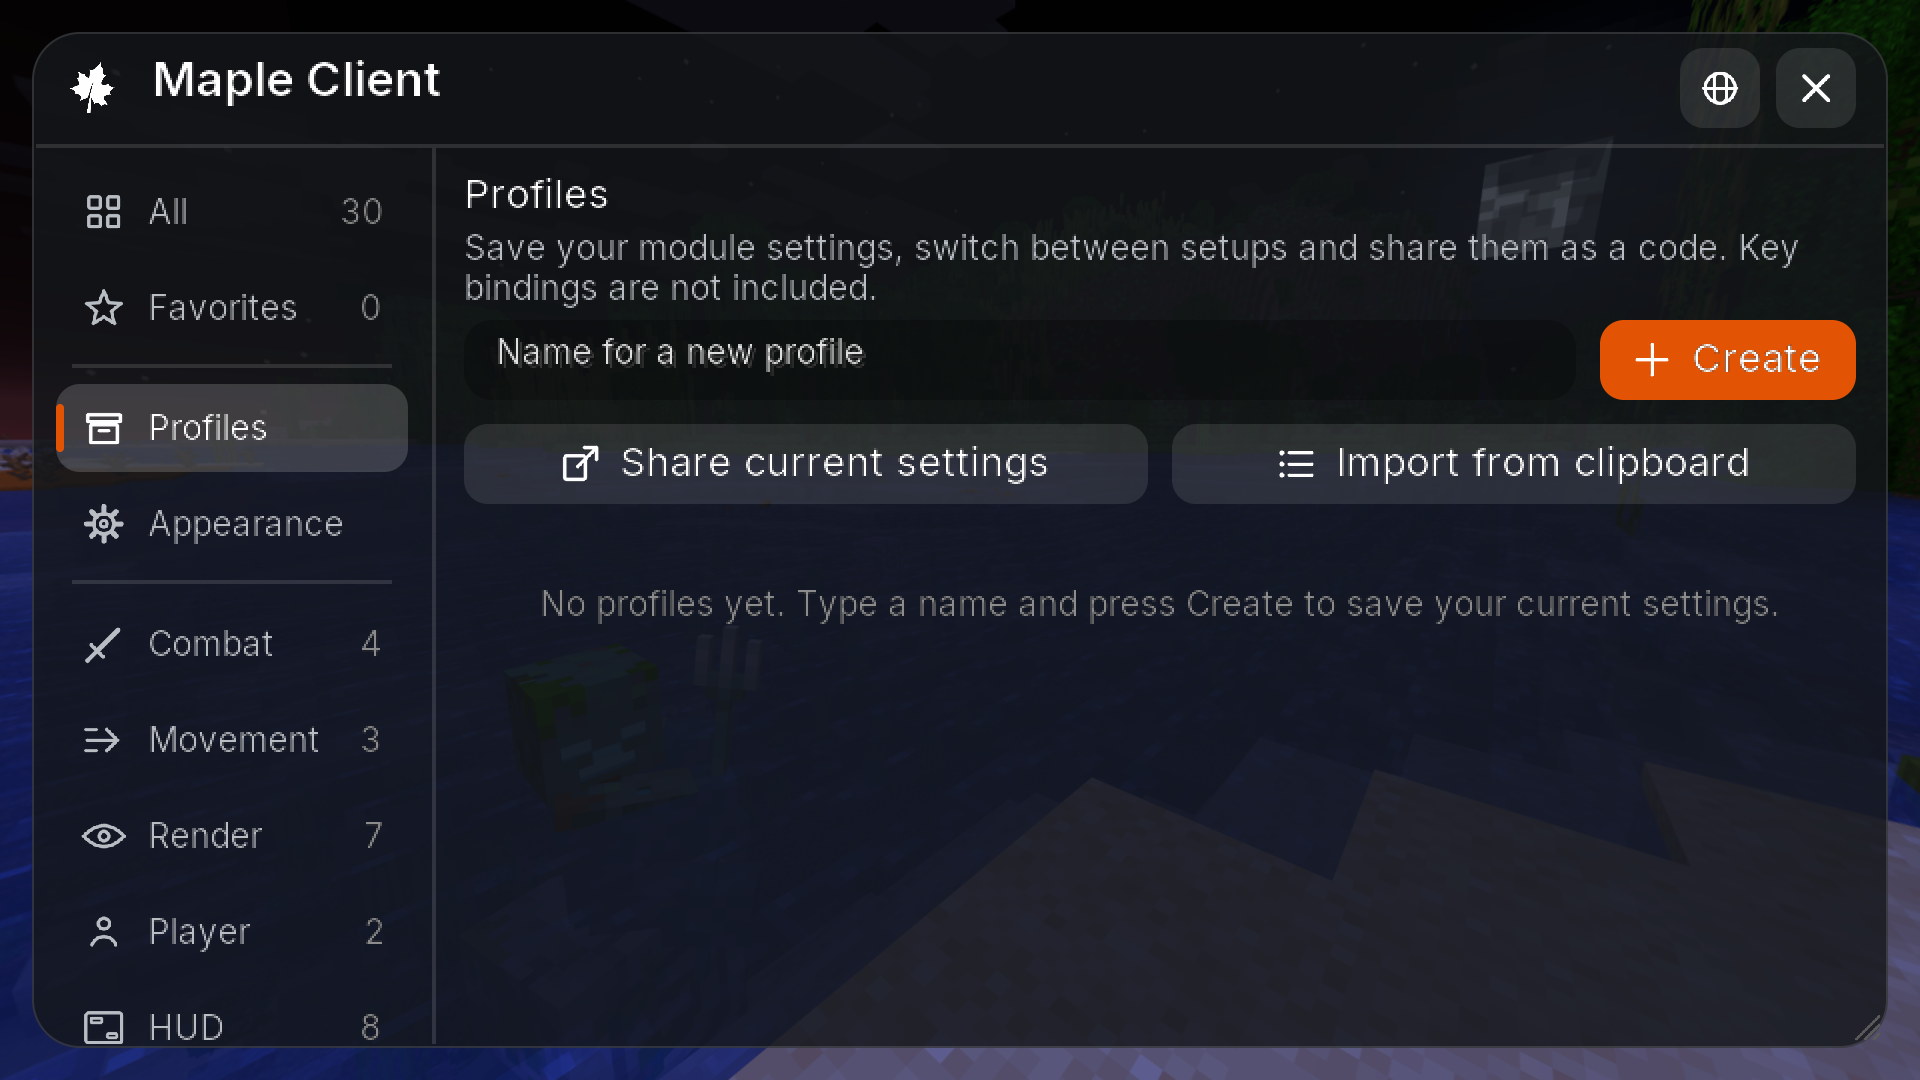 Maple Client
All 30
Favorites 0
Profiles
Appearance
Combat 4
Movement 3
Render 7
Player 2
HUD 8
Profiles
Save your module settings, switch between setups and share them as a code. Key
bindings are not included.
Name for a new profile
Create
Share current settings
Import from clipboard
No profiles yet. Type a name and press Create to save your current settings.